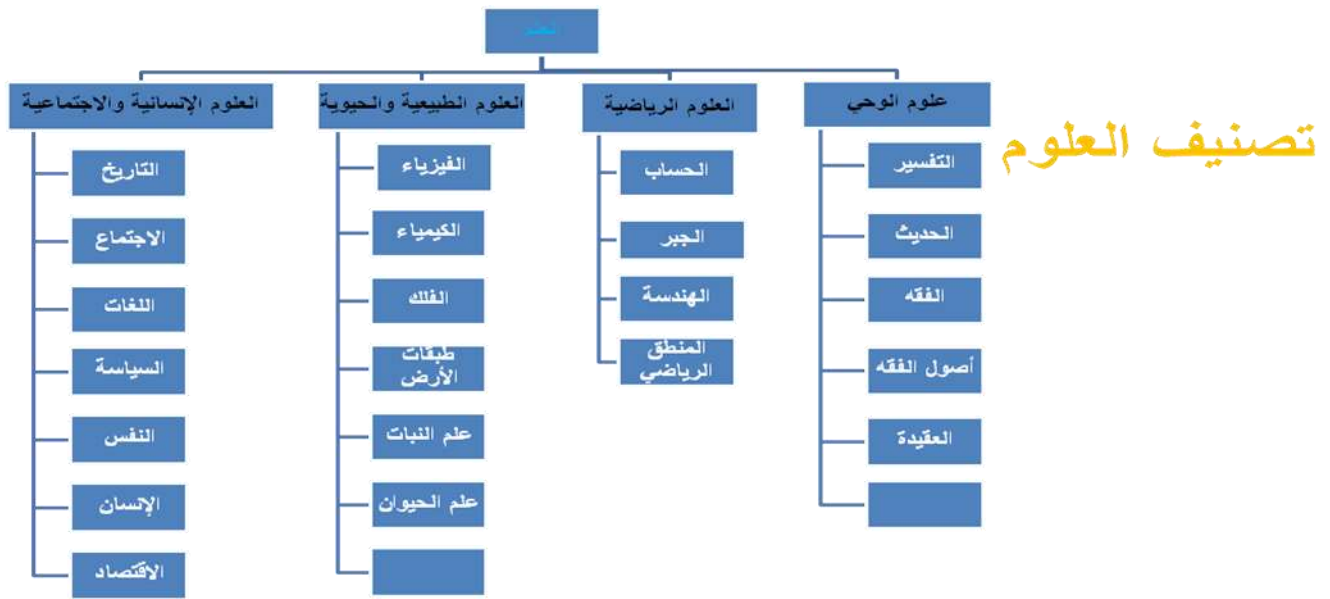 تصنيف العلوم
علوم الوحي
التفسير
الحديث
الفقه
أصول الفقه
العقيدة
العلوم الرياضية
الحساب
الجبر
الهندسة
المنطق
الرياضي
العلوم الطبيعية والحيوية
الفيزياء
الكيمياء
الفلك
طبقات
الأرض
علم النبات
علم الحيوان
العلوم الإنسانية والاجتماعية
التاريخ
الاجتماع
اللغات
السياسة
النفس
الإنسان
الاقتصاد